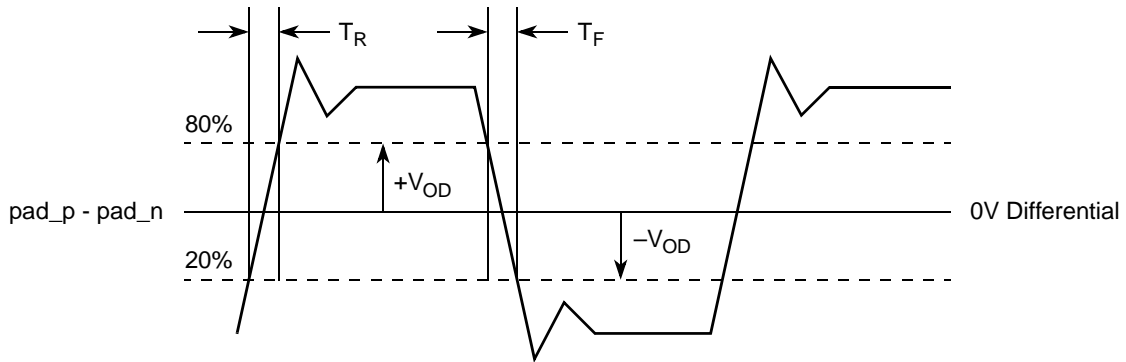 T_R
T_F
80%
+V_OD
pad_p - pad_n
0V Differential
–V_OD
20%